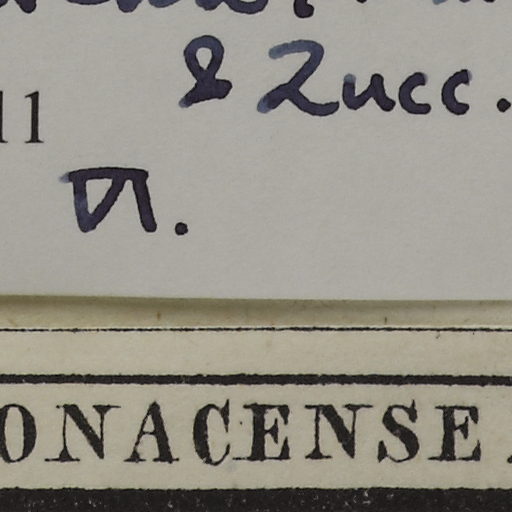 & Zucc.
11
VI.
ONACENSE